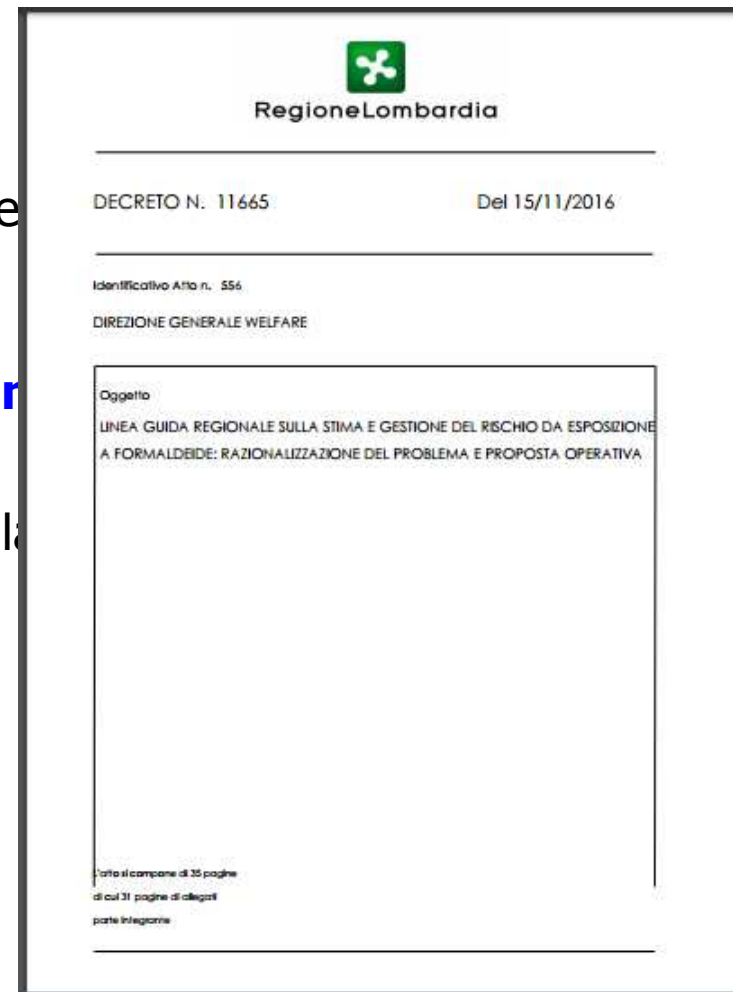 RegioneLombardia
DECRETO N. 11665 Del 15/11/2016
Identificativo Atto n. 556
DIREZIONE GENERALE WELFARE
Oggetto
LINEA GUIDA REGIONALE SULLA STIMA E GESTIONE DEL RISCHIO DA ESPOSIZIONE
A FORMALDEIDE: RAZIONALIZZAZIONE DEL PROBLEMA E PROPOSTA OPERATIVA
L'atto si compone di 35 pagine
di cui 31 pagine di allegati
parte integrante